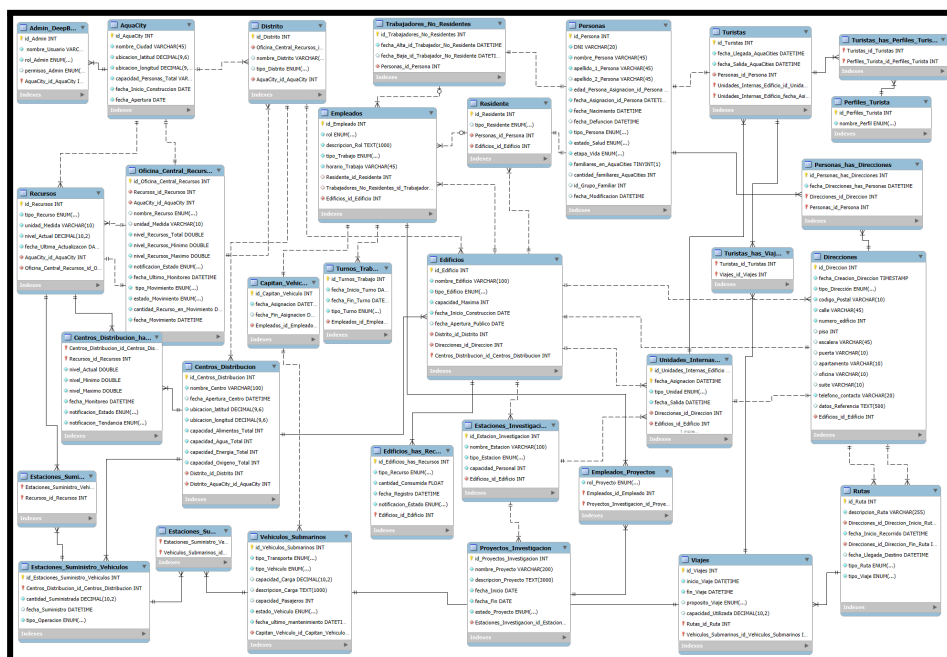 Admin_DeepB...
id_Admin INT
nombre_Usuario VARC...
rol_Admin ENUM(...)
permisos_Admin ENUM(...)
AquaCity_id_AquaCity I...
Indexes
AquaCity
id_AquaCity INT
nombre_Ciudad VARCHAR(45)
ubicacion_latitud DECIMAL(9,6)
ubicacion_longitud DECIMAL(9,...
capacidad_Personas_Total VAR...
fecha_Inicio_Construccion DATE
fecha_Apertura DATE
Indexes
Distrito
id_Distrito INT
Oficina_Central_Recursos_i...
nombre_Distrito VARCHAR(...
tipo_Distrito ENUM(...)
AquaCity_id_AquaCity INT
Indexes
Trabajadores_No_Residentes
id_Trabajadores_No_Residentes INT
fecha_Alta_id_Trabajador_No_Residente DATETIME
fecha_Baja_id_Trabajador_No_Residente DATETIME
Personas_id_Persona INT
Indexes
Personas
id_Persona INT
DNI VARCHAR(20)
nombre_Persona VARCHAR(45)
apellido_1_Persona VARCHAR(45)
apellido_2_Persona VARCHAR(45)
edad_Persona_Asignacion_id_Persona ...
fecha_Asignacion_id_Persona DATETI...
fecha_Nacimiento DATETIME
fecha_Defuncion DATETIME
tipo_Persona ENUM(...)
estado_Salud ENUM(...)
etapa_Vida ENUM(...)
familiares_en_AquaCities TINYINT(1)
cantidad_familiares_AquaCities INT
id_Grupo_Familiar INT
fecha_Modificacion DATETIME
Indexes
Turistas
id_Turistas INT
fecha_Llegada_AquaCities DATETI...
fecha_Salida_AquaCities DATETIME
Personas_id_Persona INT
Unidades_Internas_Edificio_id_Unida...
Unidades_Internas_Edificio_fecha_Asi...
Indexes
Turistas_has_Perfiles_Turis...
Turistas_id_Turistas INT
Perfiles_Turista_id_Perfiles_Turista INT
Indexes
Perfiles_Turista
id_Perfiles_Turista INT
nombre_Perfil ENUM(...)
Indexes
Empleados
id_Empleado INT
rol ENUM(...)
descripcion_Rol TEXT(1000)
tipo_Trabajo ENUM(...)
horario_Trabajo VARCHAR(45)
Residente_id_Residente INT
Trabajadores_No_Residentes_id_Trabajador...
Edificios_id_Edificio INT
Indexes
Residente
id_Residente INT
tipo_Residente ENUM(...)
Personas_id_Persona INT
Edificios_id_Edificio INT
Indexes
Personas_has_Direcciones
id_Personas_has_Direcciones INT
fecha_Direcciones_has_Personas DATETIME
Direcciones_id_Direccion INT
Personas_id_Persona INT
Indexes
Recursos
id_Recursos INT
tipo_Recurso ENUM(...)
unidad_Medida VARCHAR(10)
nivel_Actual DECIMAL(10,2)
fecha_Ultima_Actualizacon DA...
AquaCity_id_AquaCity INT
Oficina_Central_Recursos_id_O...
Indexes
Oficina_Central_Recur...
id_Oficina_Central_Recursos INT
Recursos_id_Recursos INT
AquaCity_id_AquaCity INT
nombre_Recurso ENUM(...)
unidad_Medida VARCHAR(10)
nivel_Recursos_Total DOUBLE
nivel_Recursos_Minimo DOUBLE
nivel_Recursos_Maximo DOUBLE
notificacion_Estado ENUM(...)
fecha_Ultimo_Monitoreo DATETIME
tipo_Movimiento ENUM(...)
estado_Movimiento ENUM(...)
cantidad_Recurso_en_Movimiento D...
fecha_Movimiento DATETIME
Indexes
Capitan_Vehic...
id_Capitan_Vehiculo INT
fecha_Asignacion DATET...
fecha_Fin_Asignacion D...
Empleados_id_Empleado...
Indexes
Turnos_Trab...
id_Turnos_Trabajo INT
fecha_Inicio_Turno DA...
fecha_Fin_Turno DATE...
tipo_Turno ENUM(...)
Empleados_id_Emplea...
Indexes
Edificios
id_Edificio INT
nombre_Edificio VARCHAR(100)
tipo_Edificio ENUM(...)
capacidad_Maxima INT
fecha_Inicio_Construccion DATE
fecha_Apertura_Publico DATE
Distrito_id_Distrito INT
Direcciones_id_Direccion INT
Centros_Distribucion_id_Centros_Distribucion INT
Indexes
Turistas_has_Viaj...
Turistas_id_Turistas INT
Viajes_id_Viajes INT
Indexes
Direcciones
id_Direccion INT
fecha_Creacion_Direccion TIMESTAMP
tipo_Dirección ENUM(...)
codigo_Postal VARCHAR(10)
calle VARCHAR(45)
numero_edificio INT
piso INT
escalera VARCHAR(45)
puerta VARCHAR(10)
apartamento VARCHAR(10)
oficina VARCHAR(10)
suite VARCHAR(10)
telefono_contacto VARCHAR(20)
datos_Referencia TEXT(500)
Edificios_id_Edificio INT
Indexes
Centros_Distribucion_ha...
Centros_Distribucion_id_Centros_Dis...
Recursos_id_Recursos INT
nivel_Actual DOUBLE
nivel_Minimo DOUBLE
nivel_Maximo DOUBLE
fecha_Monitoreo DATETIME
notificacion_Estado ENUM(...)
notificacion_Tendencia ENUM(...)
Indexes
Centros_Distribucion
id_Centros_Distribucion INT
nombre_Centro VARCHAR(100)
fecha_Apertura_Centro DATETIME
ubicacion_latitud DECIMAL(9,6)
ubicacion_longitud DECIMAL(9,6)
capacidad_Alimentos_Total INT
capacidad_Agua_Total INT
capacidad_Energia_Total INT
capacidad_Oxigeno_Total INT
Distrito_id_Distrito INT
Distrito_AquaCity_id_AquaCity INT
Indexes
Unidades_Internas...
id_Unidades_Internas_Edificio ...
fecha_Asignacion DATETIME
tipo_Unidad ENUM(...)
fecha_Salida DATETIME
Direcciones_id_Direccion INT
Edificios_id_Edificio INT
1 more...
Indexes
Edificios_has_Rec...
id_Edificios_has_Recursos INT
tipo_Recurso ENUM(...)
cantidad_Consumida FLOAT
fecha_Registro DATETIME
notificacion_Estado ENUM(...)
Edificios_id_Edificio INT
Indexes
Estaciones_Investigaci...
id_Estacion_Investigacion INT
nombre_Estacion VARCHAR(100)
tipo_Estacion ENUM(...)
capacidad_Personal INT
Edificios_id_Edificio INT
Indexes
Empleados_Proyectos
rol_Proyecto ENUM(...)
Empleados_id_Empleado INT
Proyectos_Investigacion_id_Proye...
Indexes
Estaciones_Sumi...
Estaciones_Suministro_Vehi...
Recursos_id_Recursos INT
Indexes
Rutas
id_Ruta INT
descripcion_Ruta VARCHAR(255)
Direcciones_id_Direccion_Inicio_Rut...
fecha_Inicio_Recorrido DATETIME
Direcciones_id_Direccion_Fin_Ruta I...
fecha_Llegada_Destino DATETIME
tipo_Ruta ENUM(...)
tipo_Viaje ENUM(...)
Indexes
Estaciones_Su...
Estaciones_Suministro_Ve...
Vehiculos_Submarinos_id...
Indexes
Estaciones_Suministro_Vehiculos
id_Estaciones_Suministro_Vehiculos INT
Centros_Distribucion_id_Centros_Distribucion INT
cantidad_Suministrada DECIMAL(10,2)
fecha_Suministro DATETIME
tipo_Operacion ENUM(...)
Indexes
Vehiculos_Submarinos
id_Vehiculos_Submarinos INT
tipo_Transporte ENUM(...)
tipo_Vehiculo ENUM(...)
capacidad_Carga DECIMAL(10,2)
descripcion_Carga TEXT(1000)
capacidad_Pasajeros INT
estado_Vehiculo ENUM(...)
fecha_ultimo_mantenimiento DATETI...
Capitan_Vehiculo_id_Capitan_Vehiculo...
Indexes
Proyectos_Investigacion
id_Proyectos_Investigacion INT
nombre_Proyecto VARCHAR(200)
descripcion_Proyecto TEXT(3000)
fecha_Inicio DATE
fecha_Fin DATE
estado_Proyecto ENUM(...)
Estaciones_Investigacion_id_Estacion...
Indexes
Viajes
id_Viajes INT
inicio_Viaje DATETIME
fin_Viaje DATETIME
proposito_Viaje ENUM(...)
capacidad_Utilizada DECIMAL(10,2)
Rutas_id_Ruta INT
Vehiculos_Submarinos_id_Vehiculos_Submarinos I...
Indexes